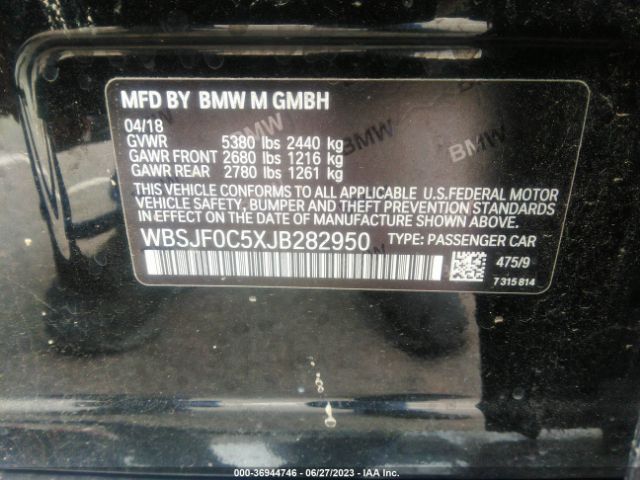 MFD BY BMW M GMBH
04/18
GVWR 5380 lbs 2440 kg
GAWR FRONT 2680 lbs 1216 kg
GAWR REAR 2780 lbs 1261 kg
THIS VEHICLE CONFORMS TO ALL APPLICABLE U.S.FEDERAL MOTOR
VEHICLE SAFETY, BUMPER AND THEFT PREVENTION STANDARDS
IN EFFECT ON THE DATE OF MANUFACTURE SHOWN ABOVE.
WBSJF0C5XJB282950 TYPE: PASSENGER CAR
475/9
7 315 814
BMW
BMW
000-36944746 - 06/27/2023 - IAA Inc.